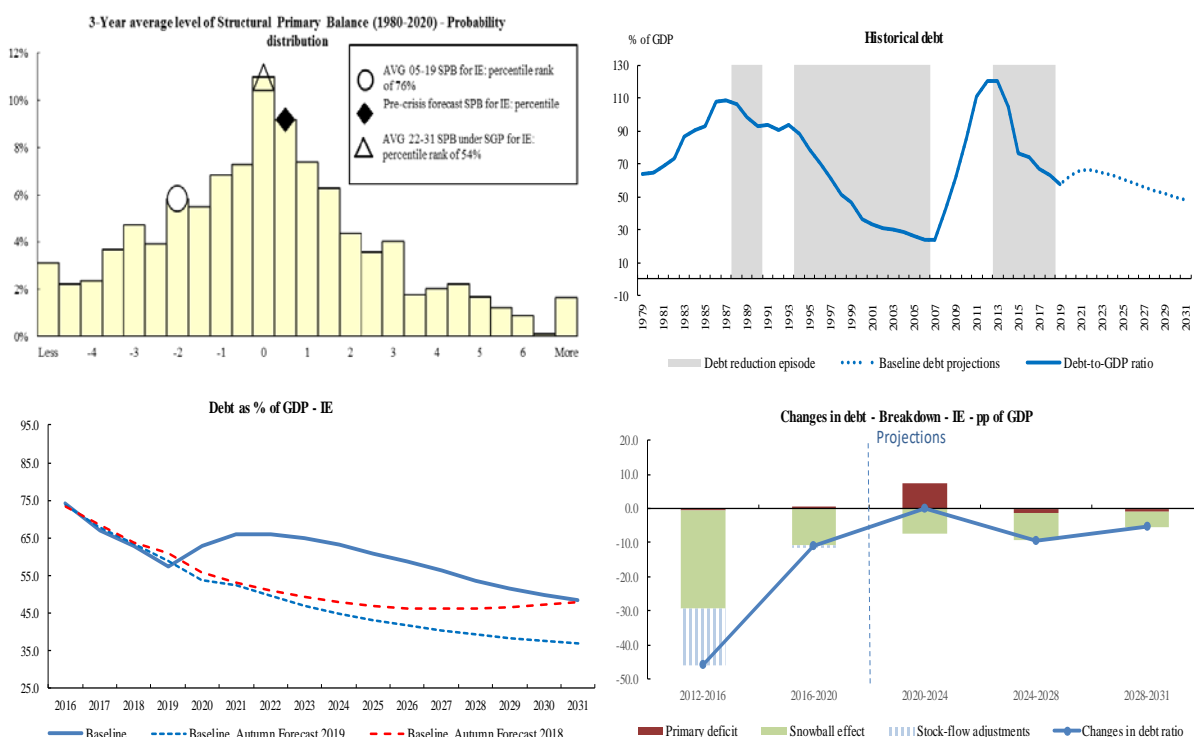 3-Year average level of Structural Primary Balance (1980-2020) - Probability
distribution
12%
10%
8%
6%
4%
2%
0%
AVG 05-19 SPB for IE: percentile rank
of 76%
Pre-crisis forecast SPB for IE: percentile
AVG 22-31 SPB under SGP for IE:
percentile rank of 54%
Less -4 -3 -2 -1 0 1 2 3 4 5 6 More
Historical debt
% of GDP
130
110
90
70
50
30
10
-10
1979 1981 1983 1985 1987 1989 1991 1993 1995 1997 1999 2001 2003 2005 2007 2009 2011 2013 2015 2017 2019 2021 2023 2025 2027 2029 2031
Debt reduction episode Baseline debt projections Debt-to-GDP ratio
Debt as % of GDP - IE
95.0
85.0
75.0
65.0
55.0
45.0
35.0
25.0
2016 2017 2018 2019 2020 2021 2022 2023 2024 2025 2026 2027 2028 2029 2030 2031
Baseline Baseline, Autumn Forecast 2019 Baseline, Autumn Forecast 2018
Changes in debt - Breakdown - IE - pp of GDP
Projections
20.0
10.0
0.0
-10.0
-20.0
-30.0
-40.0
-50.0
2012-2016 2016-2020 2020-2024 2024-2028 2028-2031
Primary deficit Snowball effect Stock-flow adjustments Changes in debt ratio